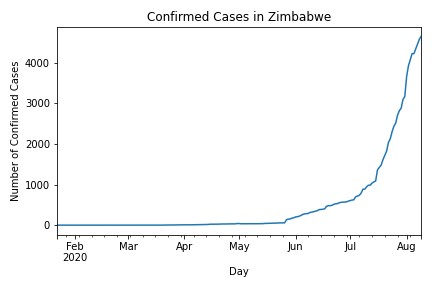 Confirmed Cases in Zimbabwe
Number of Confirmed Cases
4000
3000
2000
1000
0
Feb Mar Apr May Jun Jul Aug
2020
Day